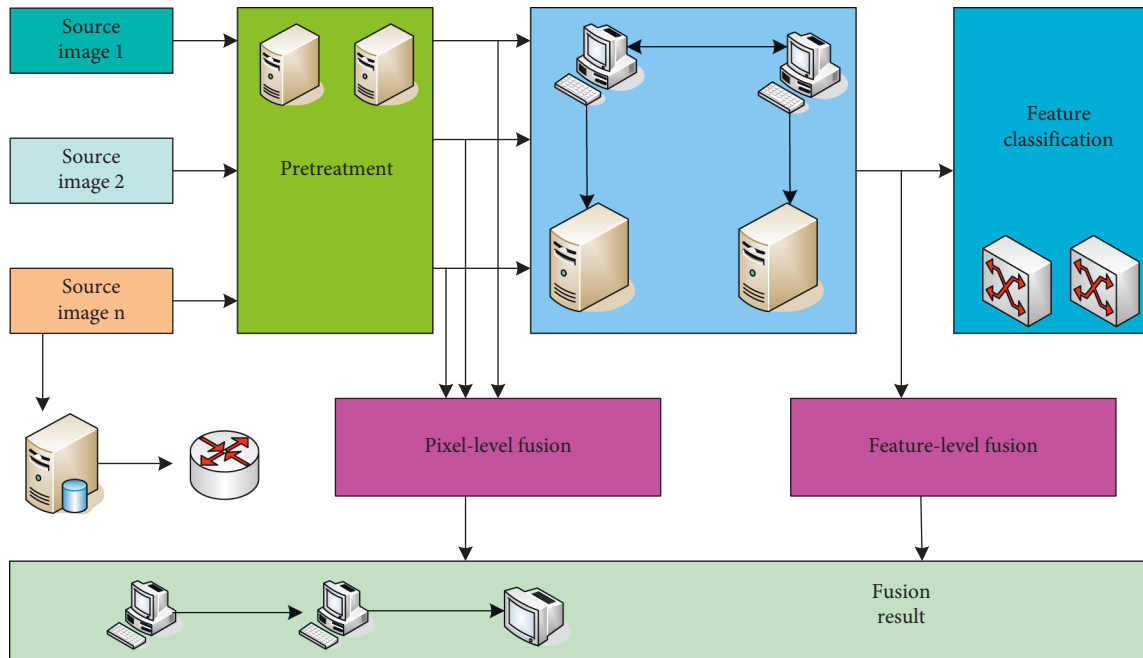 Source
image 1
Source
image 2
Source
image n
Pretreatment
Feature
classification
Pixel-level fusion
Feature-level fusion
Fusion
result